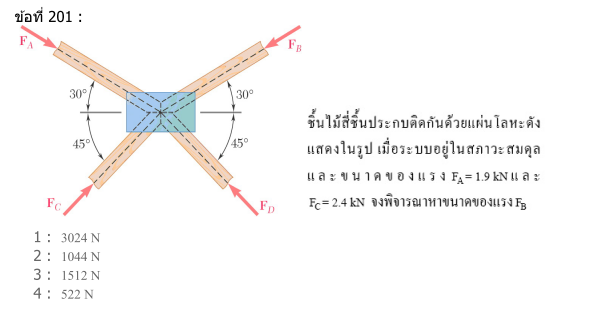 ข้อที่ 201 :
F_A
F_B
30°
30°
45°
45°
F_C
F_D
ชิ้นไม้สี่ชิ้นประกบติดกันด้วยแผ่นโลหะดัง
แสดงในรูป เมื่อระบบอยู่ในสภาวะสมดุล
และขนาดของแรง F_A = 1.9 kN และ
F_C = 2.4 kN จงพิจารณาหาขนาดของแรง F_B
1 : 3024 N
2 : 1044 N
3 : 1512 N
4 : 522 N